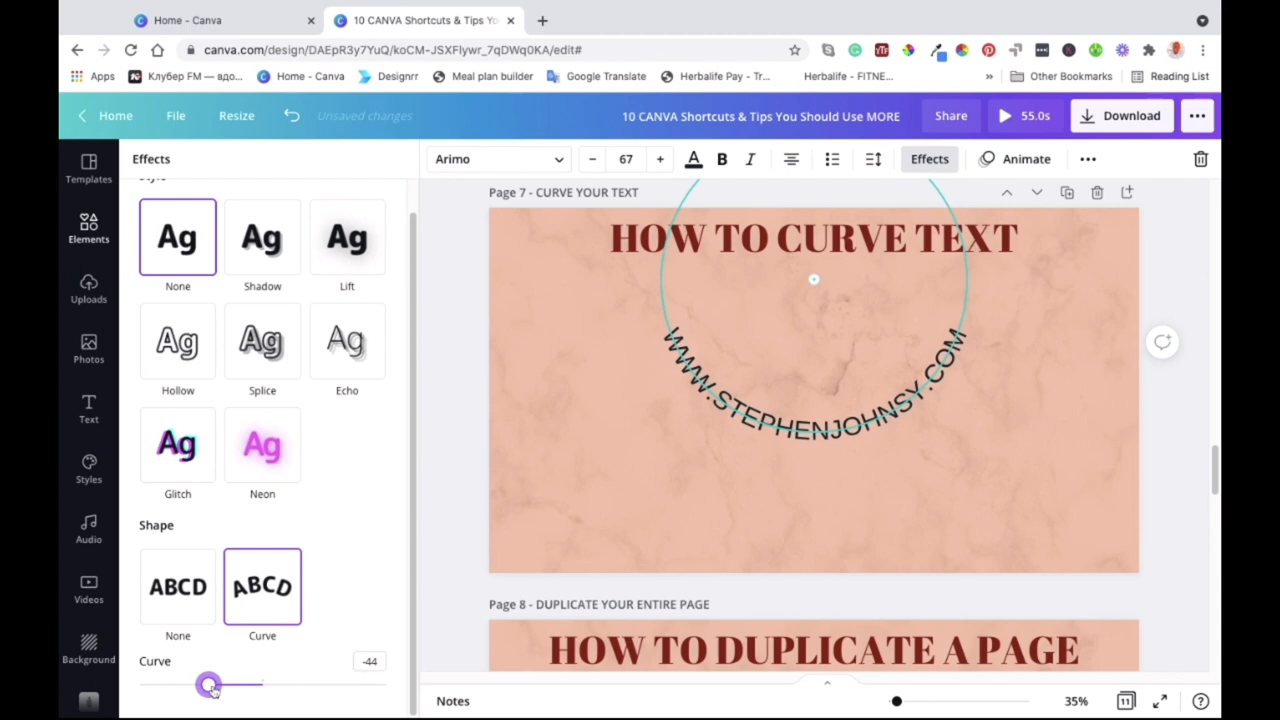 Home - Canva
10 CANVA Shortcuts & Tips Yo
canva.com/design/DAEpR3y7YuQ/koCM-JSXFlywr_7qDWq0KA/edit#
Apps
Клубер FM — вдо...
Home - Canva
Designrr
Meal plan builder
Google Translate
Herbalife Pay - Tr...
Herbalife - FITNE...
»
Other Bookmarks
Reading List
Home
File
Resize
Unsaved changes
10 CANVA Shortcuts & Tips You Should Use MORE
Share
55.0s
Download
Templates
Elements
Uploads
Photos
Text
Styles
Audio
Videos
Background
Effects
Style
Ag
Ag
Ag
None
Shadow
Lift
Ag
Ag
Ag
Hollow
Splice
Echo
Ag
Ag
Glitch
Neon
Shape
ABCD
ABCD
None
Curve
Curve
-44
Arimo
− 67 +
A
B
I
Effects
Animate
Page 7 - CURVE YOUR TEXT
HOW TO CURVE TEXT
WWW.STEPHENJOHNSY.COM
Page 8 - DUPLICATE YOUR ENTIRE PAGE
HOW TO DUPLICATE A PAGE
Notes
35%
11
?